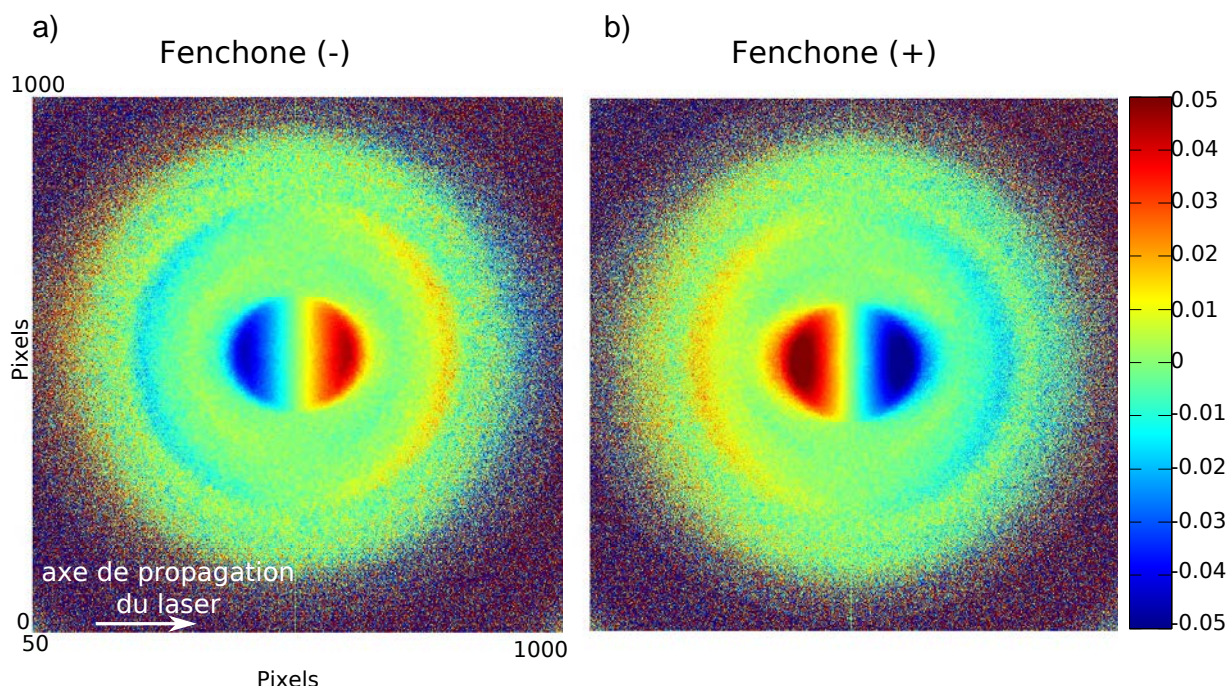 a)
Fenchone (-)
b)
Fenchone (+)
1000
Pixels
0
50
1000
Pixels
axe de propagation
du laser
0.05
0.04
0.03
0.02
0.01
0
-0.01
-0.02
-0.03
-0.04
-0.05